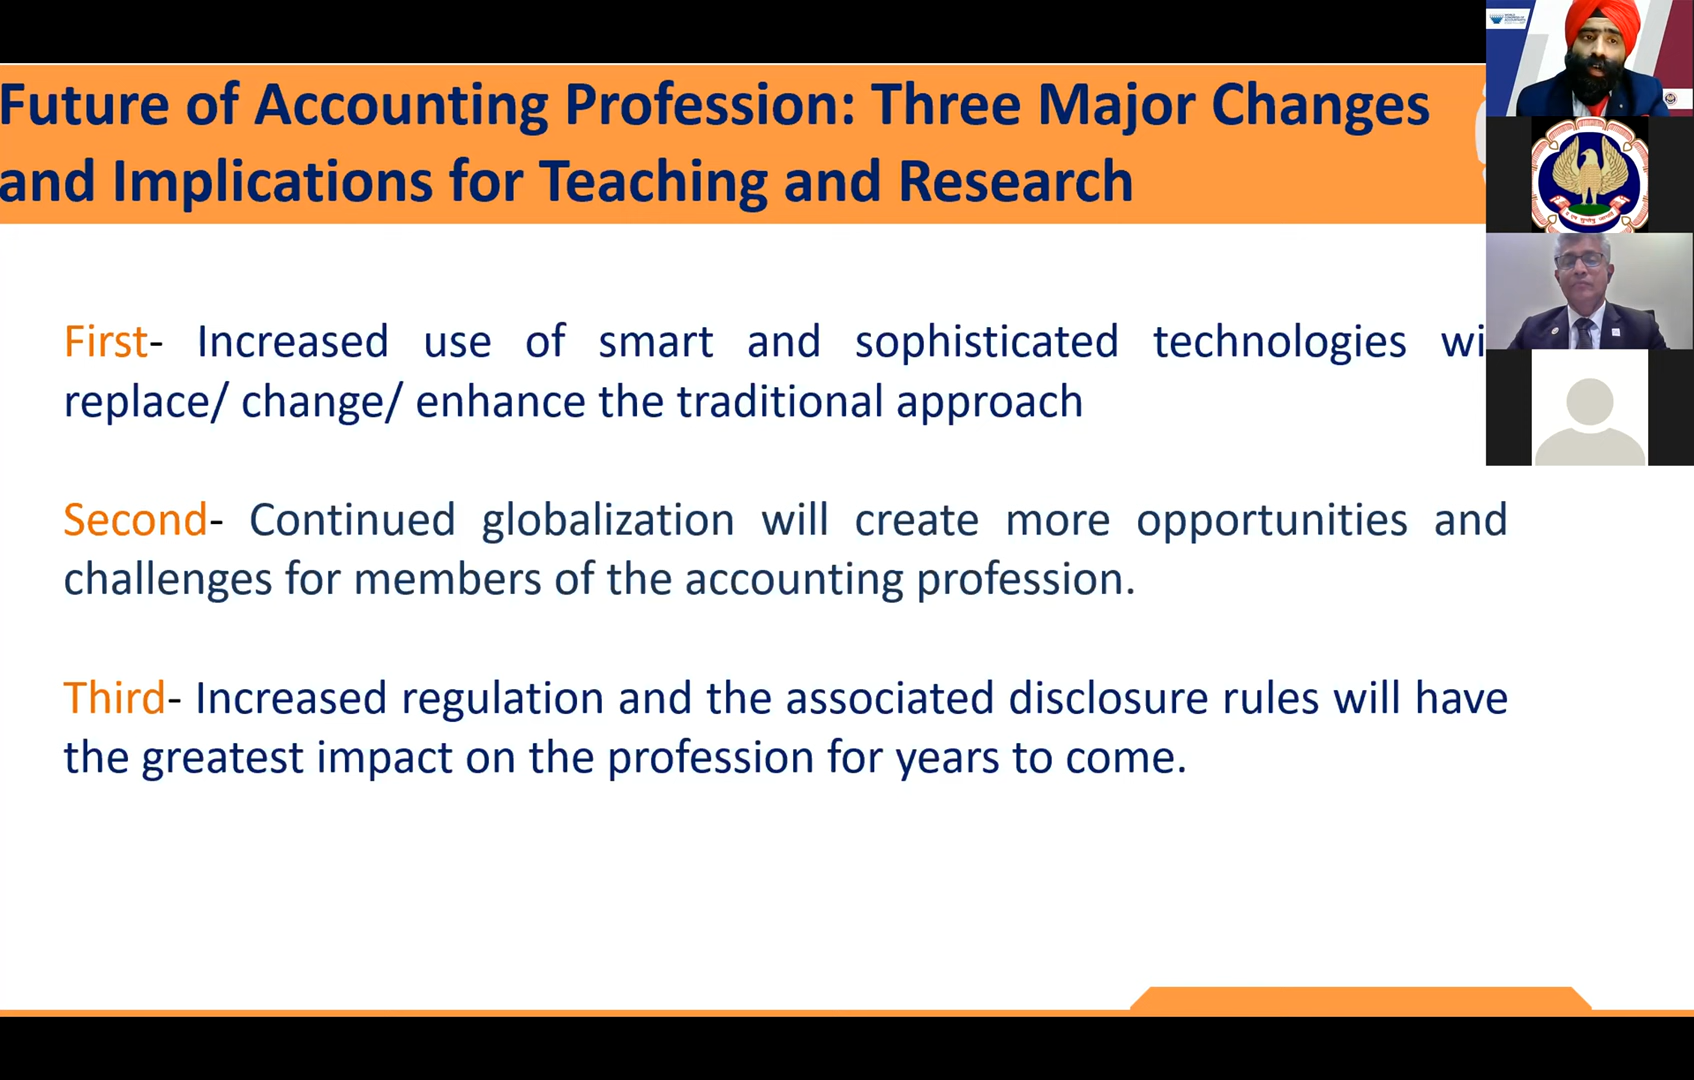 Future of Accounting Profession: Three Major Changes
and Implications for Teaching and Research
First- Increased use of smart and sophisticated technologies wi
replace/ change/ enhance the traditional approach
Second- Continued globalization will create more opportunities and
challenges for members of the accounting profession.
Third- Increased regulation and the associated disclosure rules will have
the greatest impact on the profession for years to come.